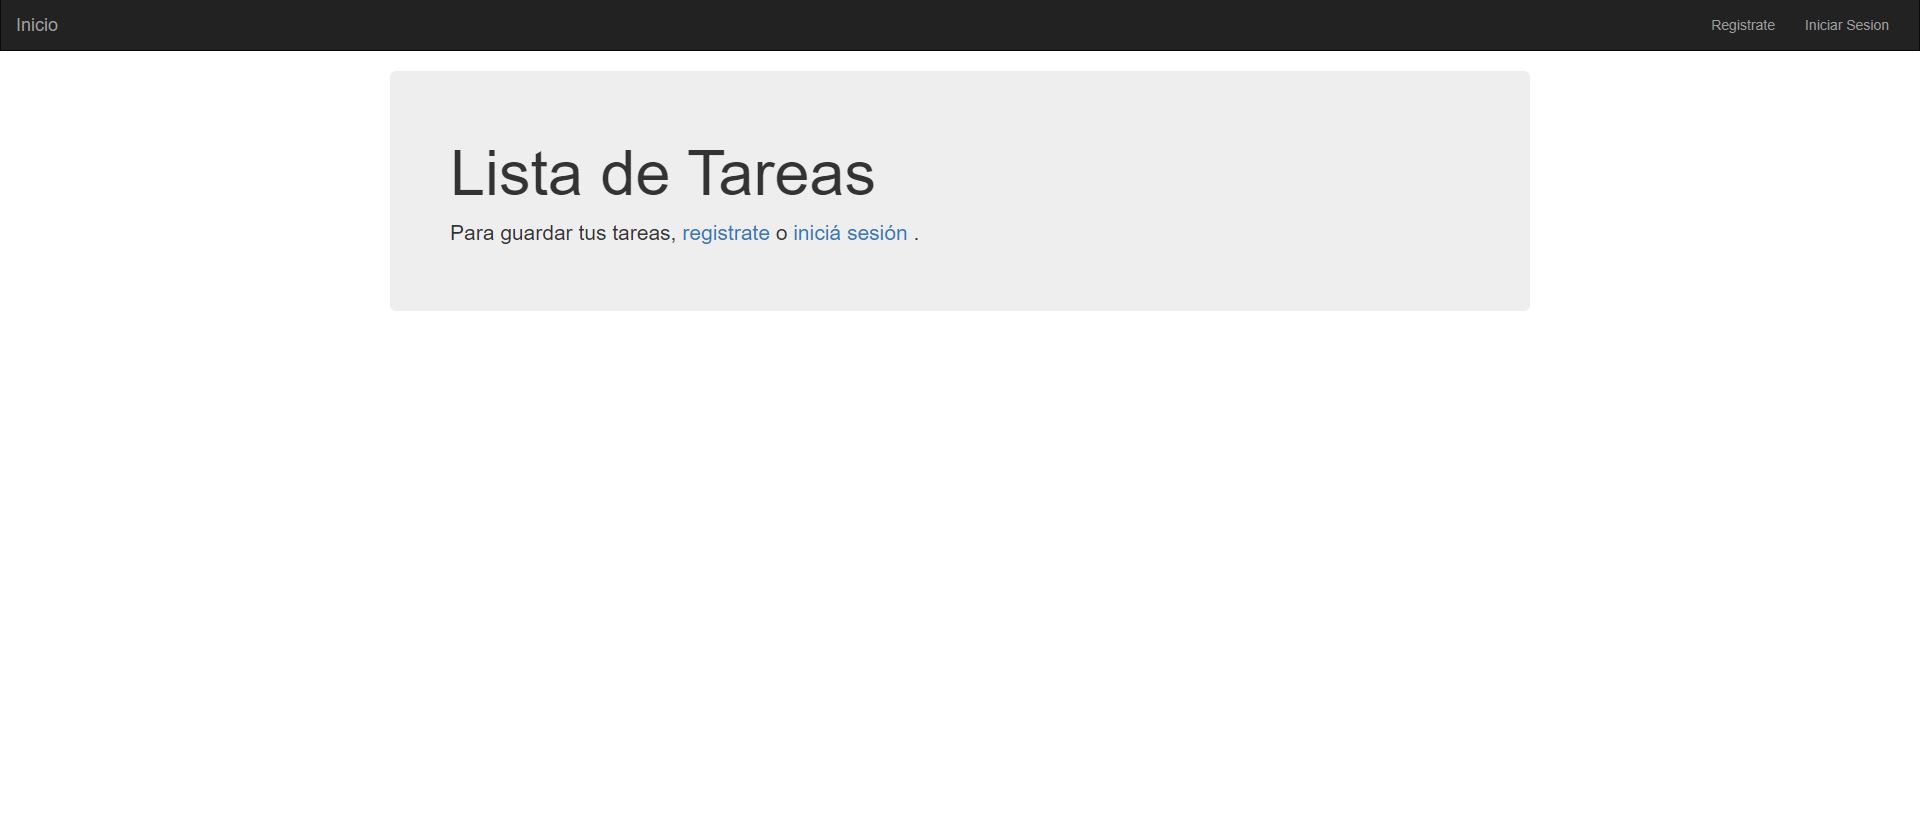 Inicio Registrate Iniciar Sesion
Lista de Tareas
Para guardar tus tareas, registrate o iniciá sesión .